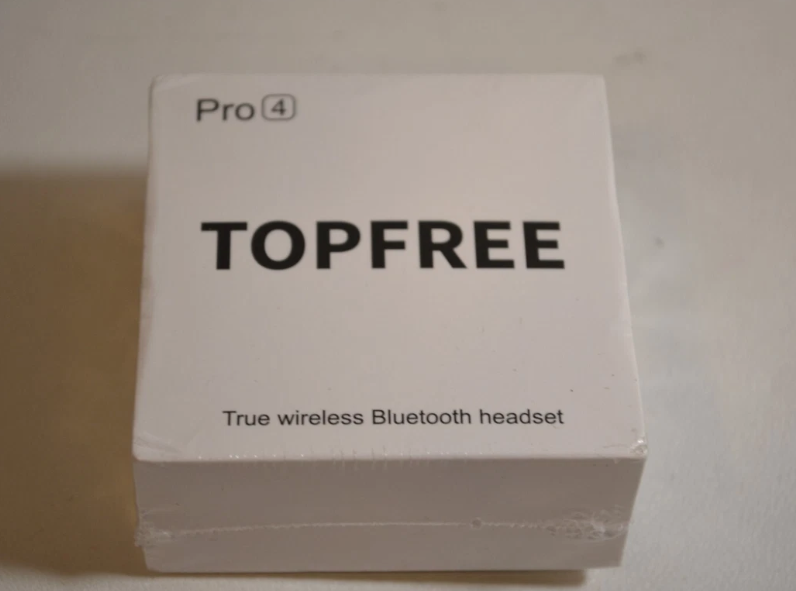 Pro 4
TOPFREE
True wireless Bluetooth headset